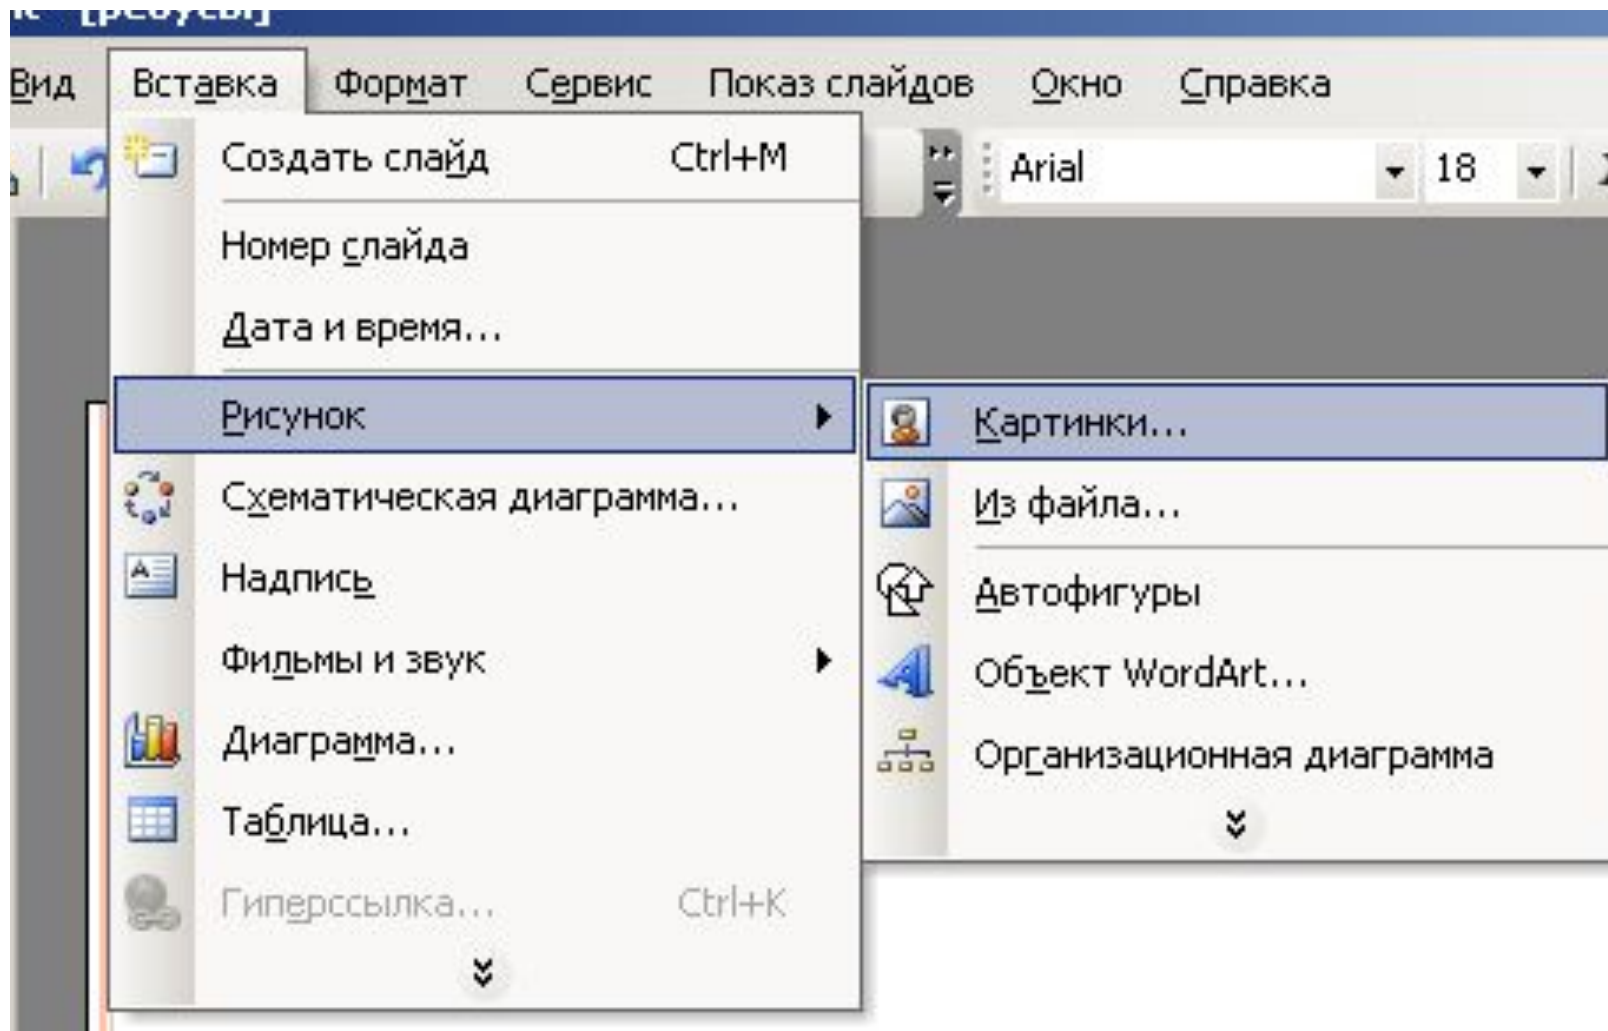 [ребусы]
Вид Вставка Формат Сервис Показ слайдов Окно Справка
Arial 18
Создать слайд Ctrl+M
Номер слайда
Дата и время...
Рисунок
Схематическая диаграмма...
Надпись
Фильмы и звук
Диаграмма...
Таблица...
Гиперссылка... Ctrl+K
Картинки...
Из файла...
Автофигуры
Объект WordArt...
Организационная диаграмма